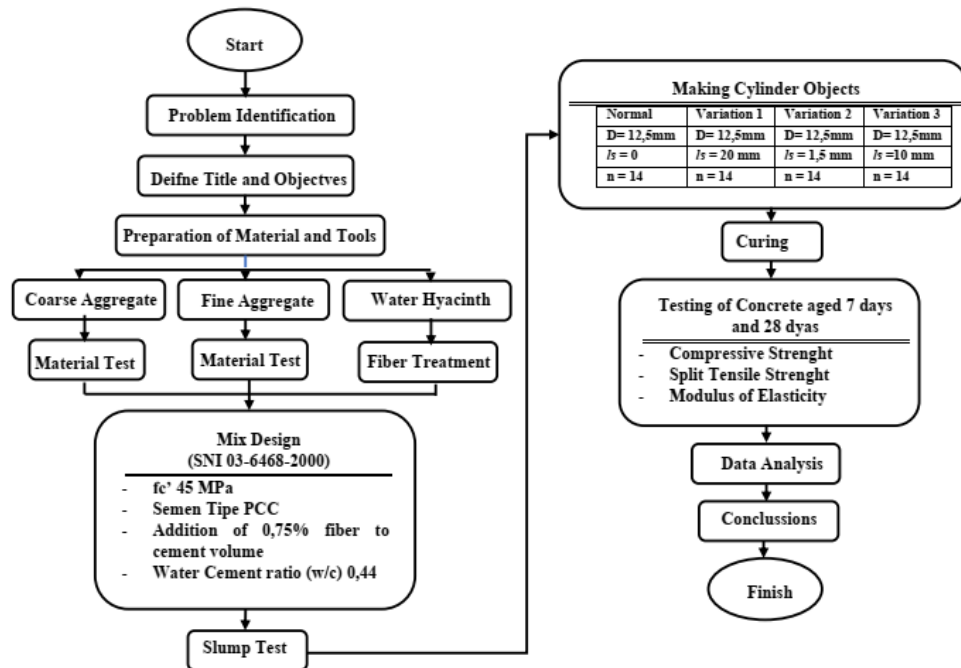 Start
Problem Identification
Deifne Title and Objectves
Preparation of Material and Tools
Coarse Aggregate
Fine Aggregate
Water Hyacinth
Material Test
Material Test
Fiber Treatment
Mix Design
(SNI 03-6468-2000)
- fc' 45 MPa
- Semen Tipe PCC
- Addition of 0,75% fiber to
cement volume
- Water Cement ratio (w/c) 0,44
Slump Test
Making Cylinder Objects
Normal Variation 1 Variation 2 Variation 3
D= 12,5mm D= 12,5mm D= 12,5mm D= 12,5mm
ls = 0 ls = 20 mm ls = 1,5 mm ls =10 mm
n = 14 n = 14 n = 14 n = 14
Curing
Testing of Concrete aged 7 days
and 28 dyas
- Compressive Strenght
- Split Tensile Strenght
- Modulus of Elasticity
Data Analysis
Conclussions
Finish